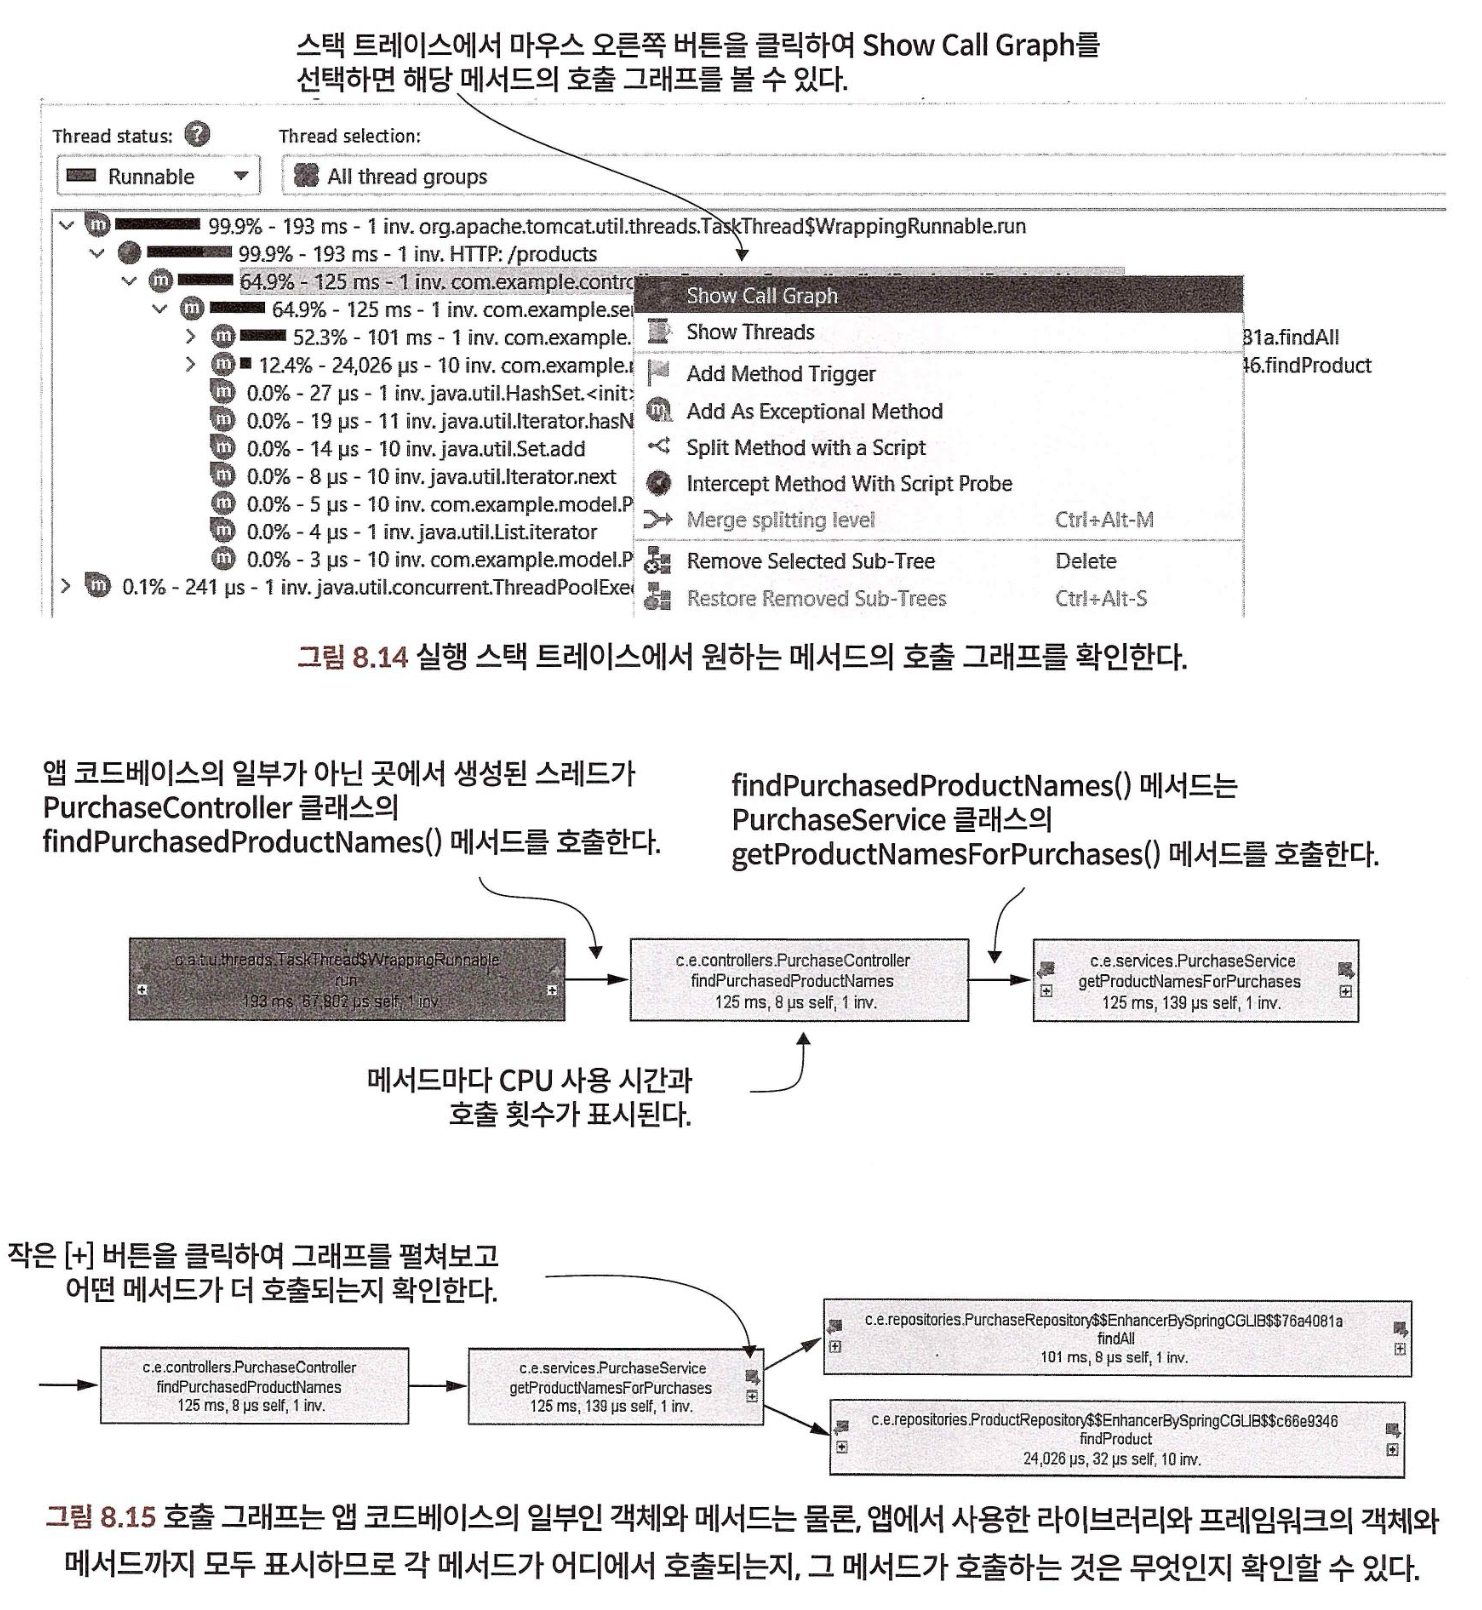 스택 트레이스에서 마우스 오른쪽 버튼을 클릭하여 Show Call Graph를
선택하면 해당 메서드의 호출 그래프를 볼 수 있다.
Thread status: ?
Thread selection:
Runnable
All thread groups
99.9% - 193 ms - 1 inv. org.apache.tomcat.util.threads.TaskThread$WrappingRunnable.run
99.9% - 193 ms - 1 inv. HTTP: /products
64.9% - 125 ms - 1 inv. com.example.contro
64.9% - 125 ms - 1 inv. com.example.se
52.3% - 101 ms - 1 inv. com.example.
81a.findAll
12.4% - 24,026 µs - 10 inv. com.example.r
46.findProduct
0.0% - 27 µs - 1 inv. java.util.HashSet.<init>
0.0% - 19 µs - 11 inv. java.util.Iterator.hasN
0.0% - 14 µs - 10 inv. java.util.Set.add
0.0% - 8 µs - 10 inv. java.util.Iterator.next
0.0% - 5 µs - 10 inv. com.example.model.P
0.0% - 4 µs - 1 inv. java.util.List.iterator
0.0% - 3 µs - 10 inv. com.example.model.P
0.1% - 241 µs - 1 inv. java.util.concurrent.ThreadPoolExe
Show Call Graph
Show Threads
Add Method Trigger
Add As Exceptional Method
Split Method with a Script
Intercept Method With Script Probe
Merge splitting level Ctrl+Alt-M
Remove Selected Sub-Tree Delete
Restore Removed Sub-Trees Ctrl+Alt-S
그림 8.14 실행 스택 트레이스에서 원하는 메서드의 호출 그래프를 확인한다.
앱 코드베이스의 일부가 아닌 곳에서 생성된 스레드가
PurchaseController 클래스의
findPurchasedProductNames() 메서드를 호출한다.
findPurchasedProductNames() 메서드는
PurchaseService 클래스의
getProductNamesForPurchases() 메서드를 호출한다.
o.a.t.u.threads.TaskThread$WrappingRunnable
run
193 ms, 67,802 µs self, 1 inv.
c.e.controllers.PurchaseController
findPurchasedProductNames
125 ms, 8 µs self, 1 inv.
c.e.services.PurchaseService
getProductNamesForPurchases
125 ms, 139 µs self, 1 inv.
메서드마다 CPU 사용 시간과
호출 횟수가 표시된다.
작은 [+] 버튼을 클릭하여 그래프를 펼쳐보고
어떤 메서드가 더 호출되는지 확인한다.
c.e.controllers.PurchaseController
findPurchasedProductNames
125 ms, 8 µs self, 1 inv.
c.e.services.PurchaseService
getProductNamesForPurchases
125 ms, 139 µs self, 1 inv.
c.e.repositories.PurchaseRepository$$EnhancerBySpringCGLIB$$76a4081a
findAll
101 ms, 8 µs self, 1 inv.
c.e.repositories.ProductRepository$$EnhancerBySpringCGLIB$$c66e9346
findProduct
24,026 µs, 32 µs self, 10 inv.
그림 8.15 호출 그래프는 앱 코드베이스의 일부인 객체와 메서드는 물론, 앱에서 사용한 라이브러리와 프레임워크의 객체와
메서드까지 모두 표시하므로 각 메서드가 어디에서 호출되는지, 그 메서드가 호출하는 것은 무엇인지 확인할 수 있다.